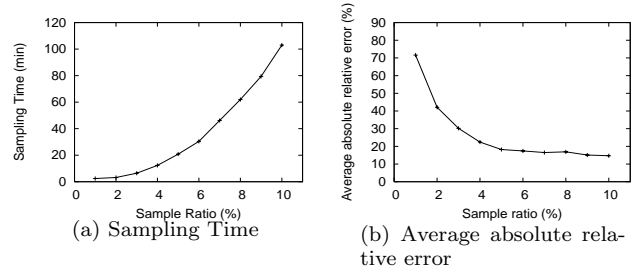 120
100
80
60
40
20
0
0 2 4 6 8 10
Sampling Time (min)
Sample Ratio (%)
(a) Sampling Time
90
80
70
60
50
40
30
20
10
0
0 2 4 6 8 10
Average absolute relative error (%)
Sample ratio (%)
(b) Average absolute rela-
tive error